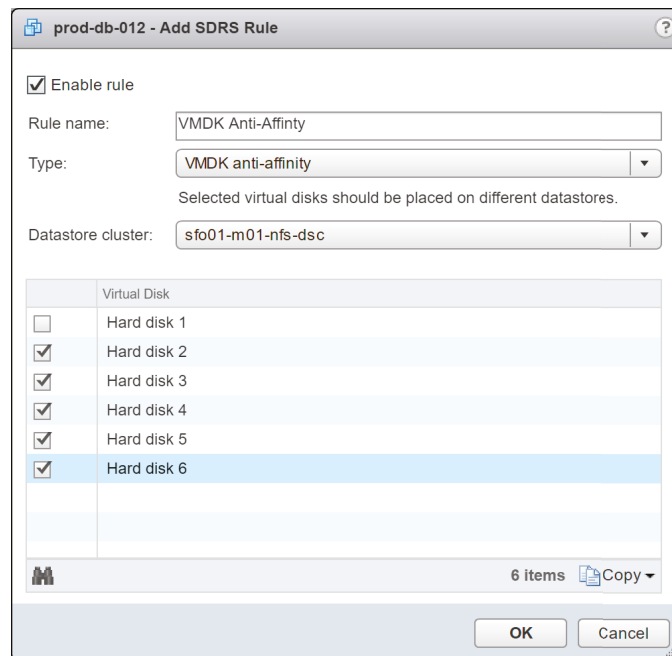 prod-db-012 - Add SDRS Rule ?
Enable rule
Rule name: VMDK Anti-Affinty
Type: VMDK anti-affinity
Selected virtual disks should be placed on different datastores.
Datastore cluster: sfo01-m01-nfs-dsc
Virtual Disk
Hard disk 1
Hard disk 2
Hard disk 3
Hard disk 4
Hard disk 5
Hard disk 6
6 items Copy
OK Cancel